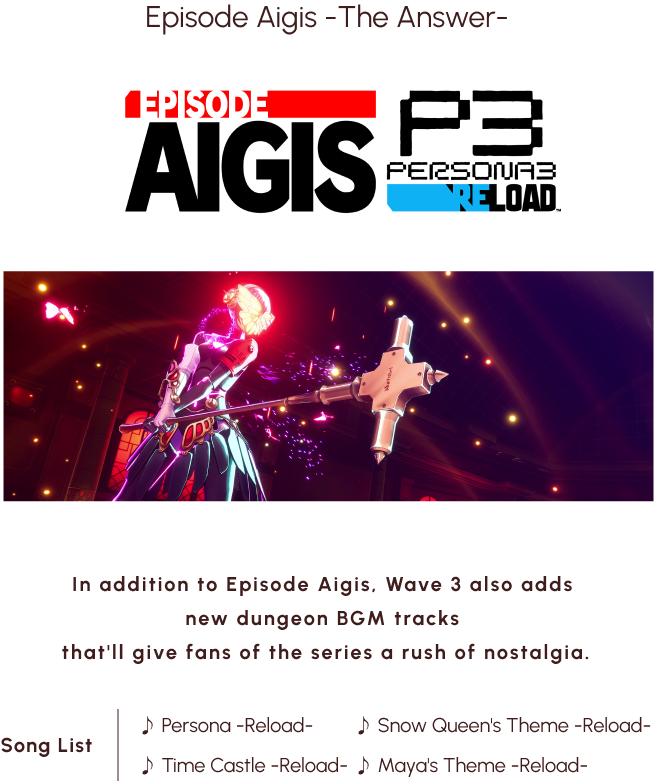 Episode Aigis -The Answer-
EPISODE
AIGIS
P3
PERSONA3
RELOAD
In addition to Episode Aigis, Wave 3 also adds
new dungeon BGM tracks
that'll give fans of the series a rush of nostalgia.
Song List
♪ Persona -Reload-
♪ Snow Queen's Theme -Reload-
♪ Time Castle -Reload-
♪ Maya's Theme -Reload-